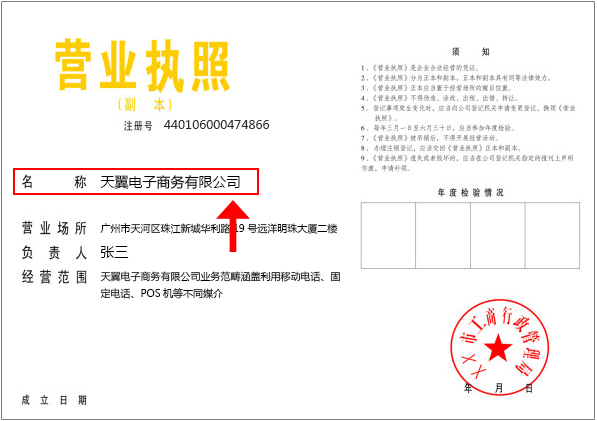 营业执照
（副 本）
注册号 440106000474866
名 称 天翼电子商务有限公司
营业场所 广州市天河区珠江新城华利路19号远洋明珠大厦二楼
负 责 人 张三
经营范围 天翼电子商务有限公司业务范畴涵盖利用移动电话、固
定电话、POS 机等不同媒介
成立日期
须 知
1、《营业执照》是企业合法经营的凭证。
2、《营业执照》分为正本和副本，正本和副本具有同等法律效力。
3、《营业执照》正本应当置于经营场所的醒目位置。
4、《营业执照》不得伪造、涂改、出租、出借、转让。
5、登记事项发生变化时，应当向公司登记机关申请变更登记，换领《营业
执照》。
6、每年三月一日至六月三十日，应当参加年度检验。
7、《营业执照》被吊销后，不得开展经营活动。
8、办理注销登记，应当交回《营业执照》正本和副本。
9、《营业执照》遗失或者毁坏的，应当在公司登记机关指定的报刊上声明
作废，申请补领。
年度检验情况
XX市工商行政管理局
年 月 日